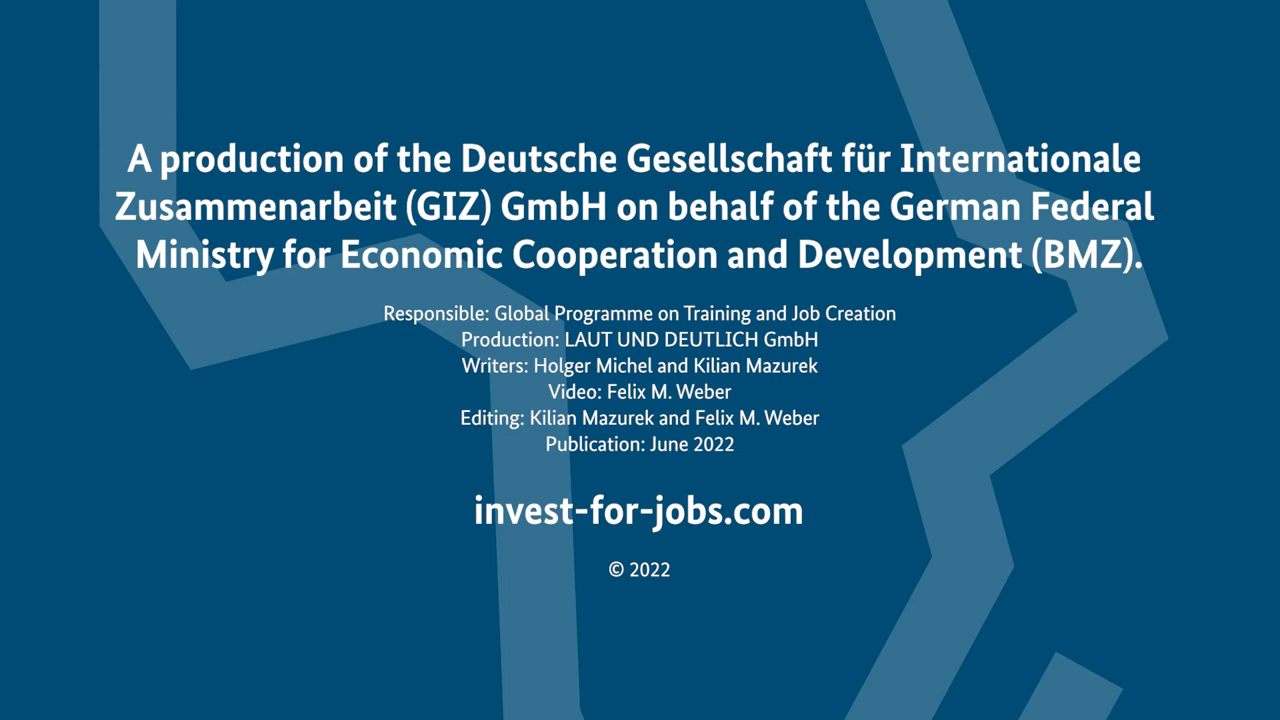 A production of the Deutsche Gesellschaft für Internationale
Zusammenarbeit (GIZ) GmbH on behalf of the German Federal
Ministry for Economic Cooperation and Development (BMZ).
Responsible: Global Programme on Training and Job Creation
Production: LAUT UND DEUTLICH GmbH
Writers: Holger Michel and Kilian Mazurek
Video: Felix M. Weber
Editing: Kilian Mazurek and Felix M. Weber
Publication: June 2022
invest-for-jobs.com
© 2022